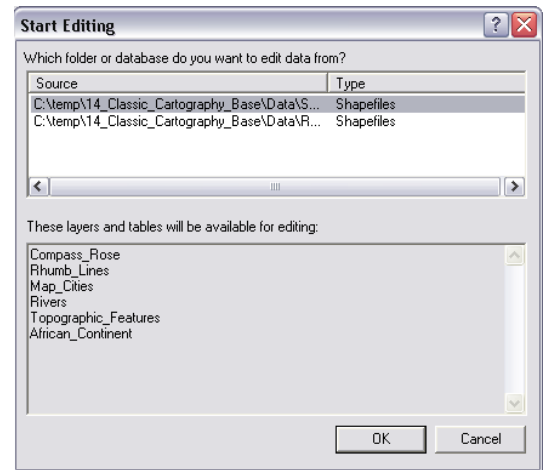 Start Editing
Which folder or database do you want to edit data from?
Source Type
C:\temp\14_Classic_Cartography_Base\Data\S... Shapefiles
C:\temp\14_Classic_Cartography_Base\Data\R... Shapefiles
These layers and tables will be available for editing:
Compass_Rose
Rhumb_Lines
Map_Cities
Rivers
Topographic_Features
African_Continent
OK Cancel